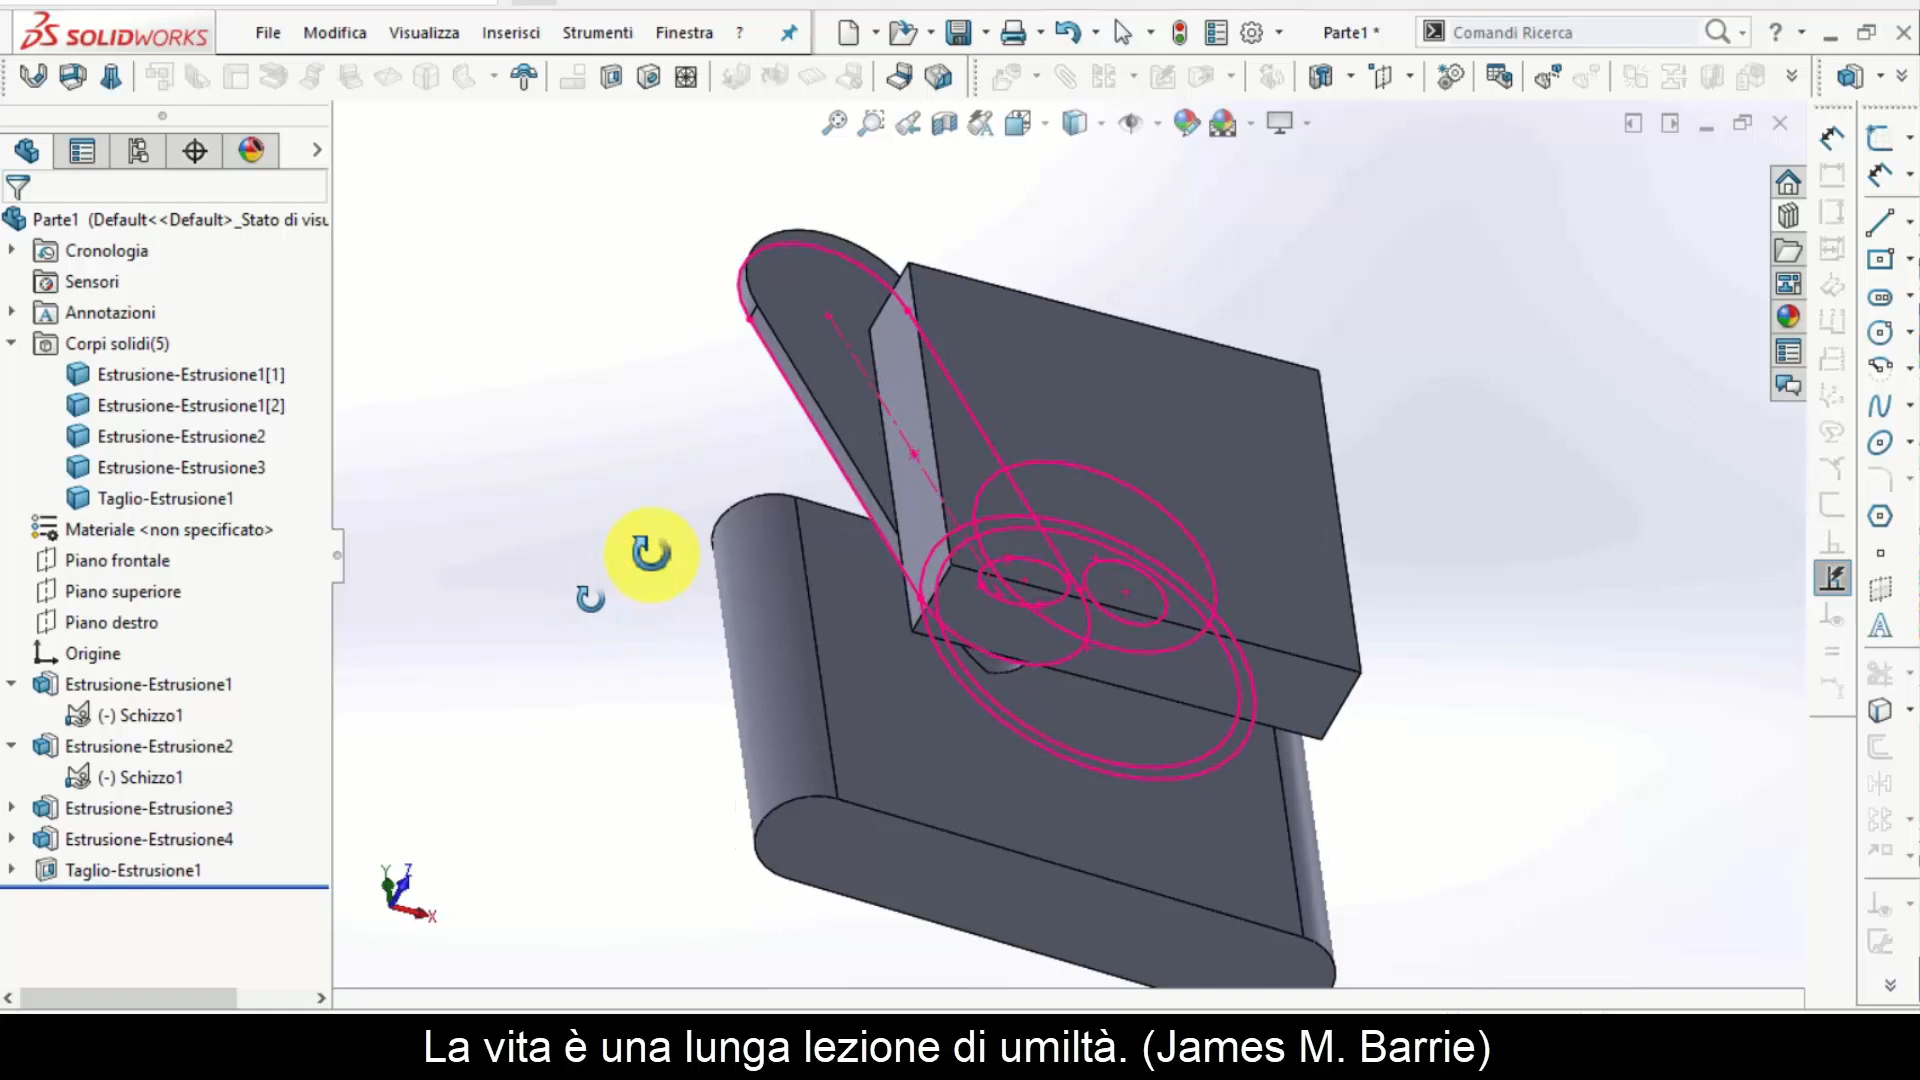 SOLIDWORKS
File Modifica Visualizza Inserisci Strumenti Finestra ?
Parte1 *
Comandi Ricerca
?
Parte1 (Default<<Default>_Stato di visu
Cronologia
Sensori
Annotazioni
Corpi solidi(5)
Estrusione-Estrusione1[1]
Estrusione-Estrusione1[2]
Estrusione-Estrusione2
Estrusione-Estrusione3
Taglio-Estrusione1
Materiale <non specificato>
Piano frontale
Piano superiore
Piano destro
Origine
Estrusione-Estrusione1
(-) Schizzo1
Estrusione-Estrusione2
(-) Schizzo1
Estrusione-Estrusione3
Estrusione-Estrusione4
Taglio-Estrusione1
Y Z
X
La vita è una lunga lezione di umiltà. (James M. Barrie)